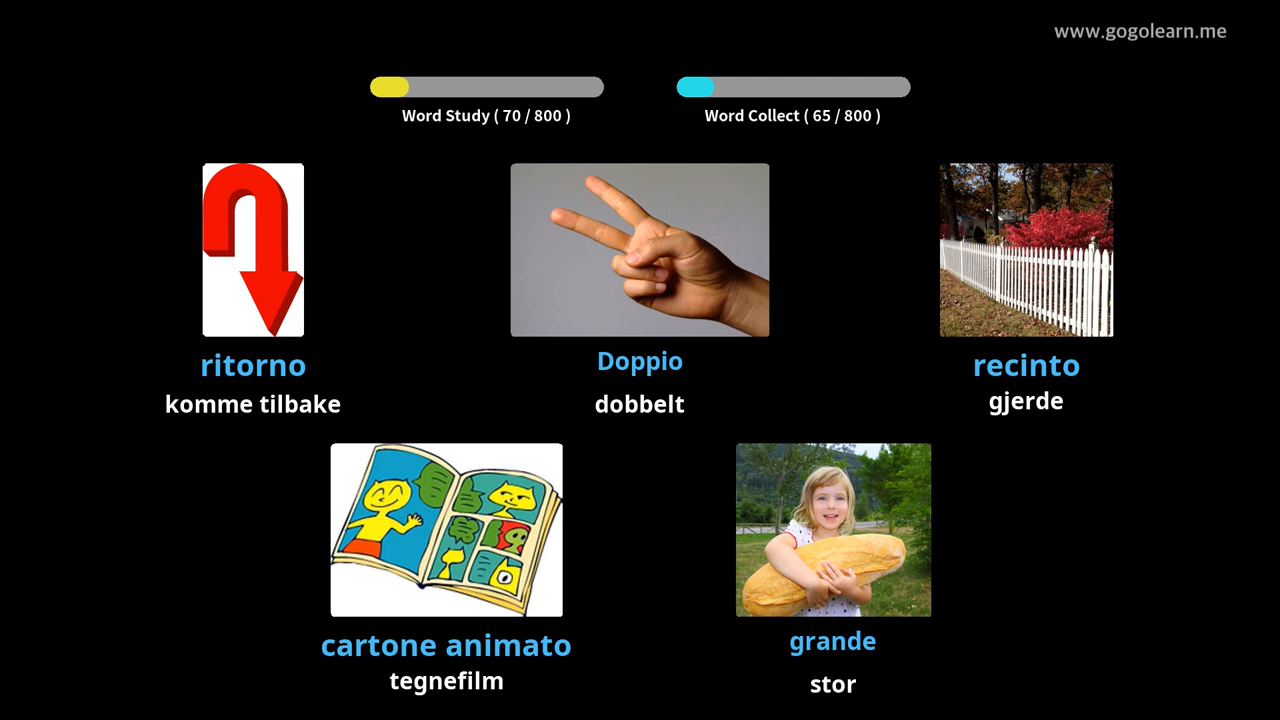 www.gogolearn.me
Word Study ( 70 / 800 )
Word Collect ( 65 / 800 )
ritorno
komme tilbake
Doppio
dobbelt
recinto
gjerde
cartone animato
tegnefilm
grande
stor